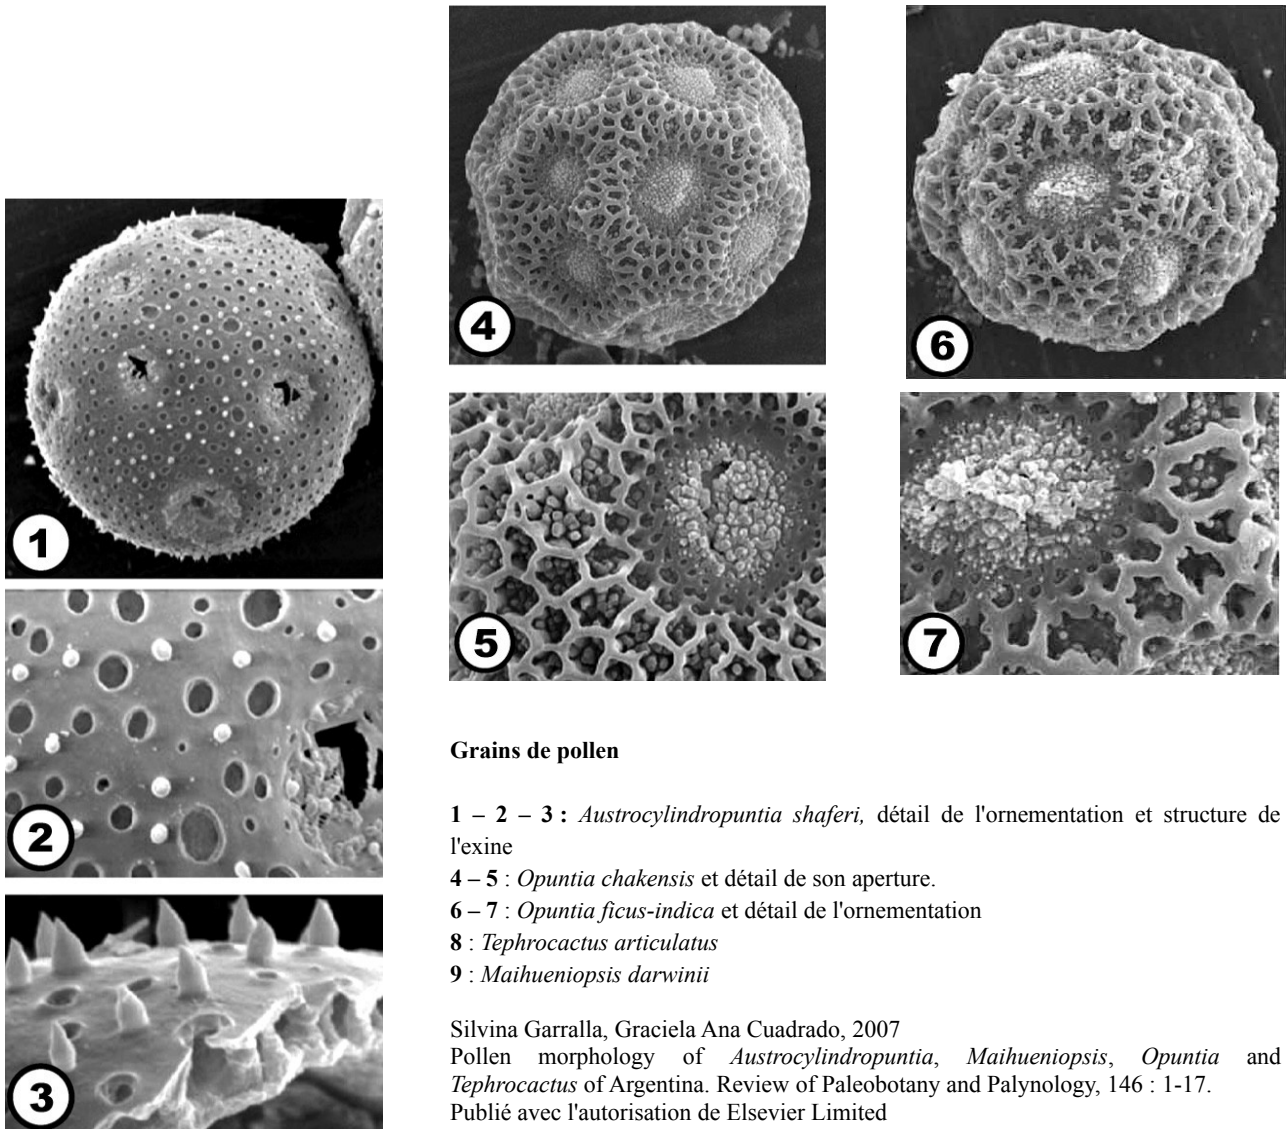 4
6
1
5
7
2
3
Grains de pollen
1 – 2 – 3 : Austrocylindropuntia shaferi, détail de l'ornementation et structure de
l'exine
4 – 5 : Opuntia chakensis et détail de son aperture.
6 – 7 : Opuntia ficus-indica et détail de l'ornementation
8 : Tephrocactus articulatus
9 : Maihueniopsis darwinii
Silvina Garralla, Graciela Ana Cuadrado, 2007
Pollen morphology of Austrocylindropuntia, Maihueniopsis, Opuntia and
Tephrocactus of Argentina. Review of Paleobotany and Palynology, 146 : 1-17.
Publié avec l'autorisation de Elsevier Limited